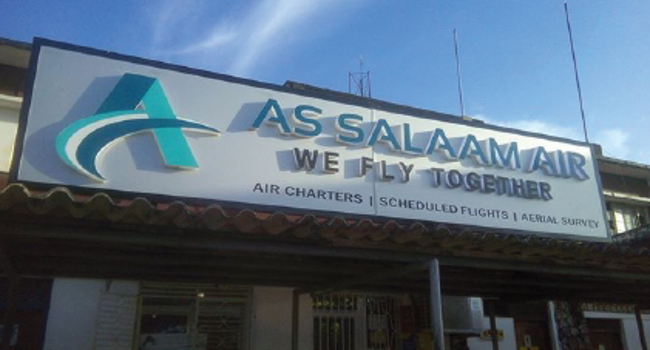 AS SALAAM AIR
WE FLY TOGETHER
AIR CHARTERS | SCHEDULED FLIGHTS | AERIAL SURVEY